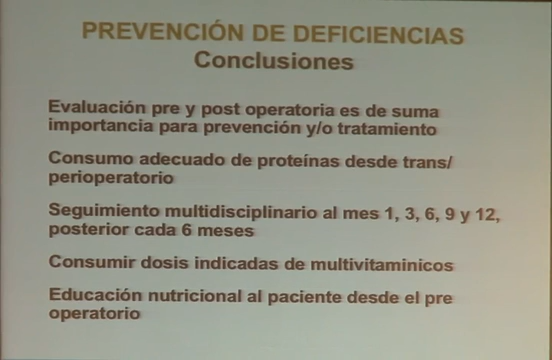 PREVENCIÓN DE DEFICIENCIAS
Conclusiones
Evaluación pre y post operatoria es de suma
importancia para prevención y/o tratamiento
Consumo adecuado de proteínas desde trans/
perioperatorio
Seguimiento multidisciplinario al mes 1, 3, 6, 9 y 12,
posterior cada 6 meses
Consumir dosis indicadas de multivitaminicos
Educación nutricional al paciente desde el pre
operatorio